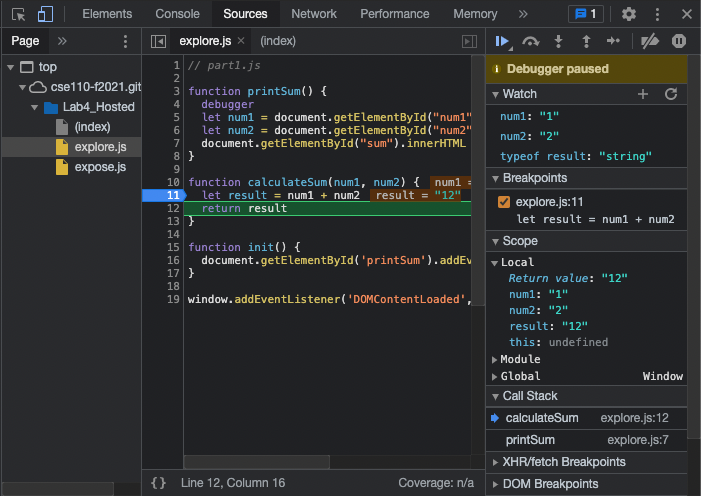 Elements Console Sources Network Performance Memory » 1
Page » explore.js × (index)
top
cse110-f2021.git
Lab4_Hosted
(index)
explore.js
expose.js
1 // part1.js
2
3 function printSum() {
4 debugger
5 let num1 = document.getElementById("num1"
6 let num2 = document.getElementById("num2"
7 document.getElementById("sum").innerHTML
8 }
9
10 function calculateSum(num1, num2) { num1 =
11 let result = num1 + num2 result = "12"
12 return result
13 }
14
15 function init() {
16 document.getElementById('printSum').addEv
17 }
18
19 window.addEventListener('DOMContentLoaded',
{} Line 12, Column 16 Coverage: n/a
Debugger paused
Watch
num1: "1"
num2: "2"
typeof result: "string"
Breakpoints
explore.js:11
let result = num1 + num2
Scope
Local
Return value: "12"
num1: "1"
num2: "2"
result: "12"
this: undefined
Module
Global Window
Call Stack
calculateSum explore.js:12
printSum explore.js:7
XHR/fetch Breakpoints
DOM Breakpoints